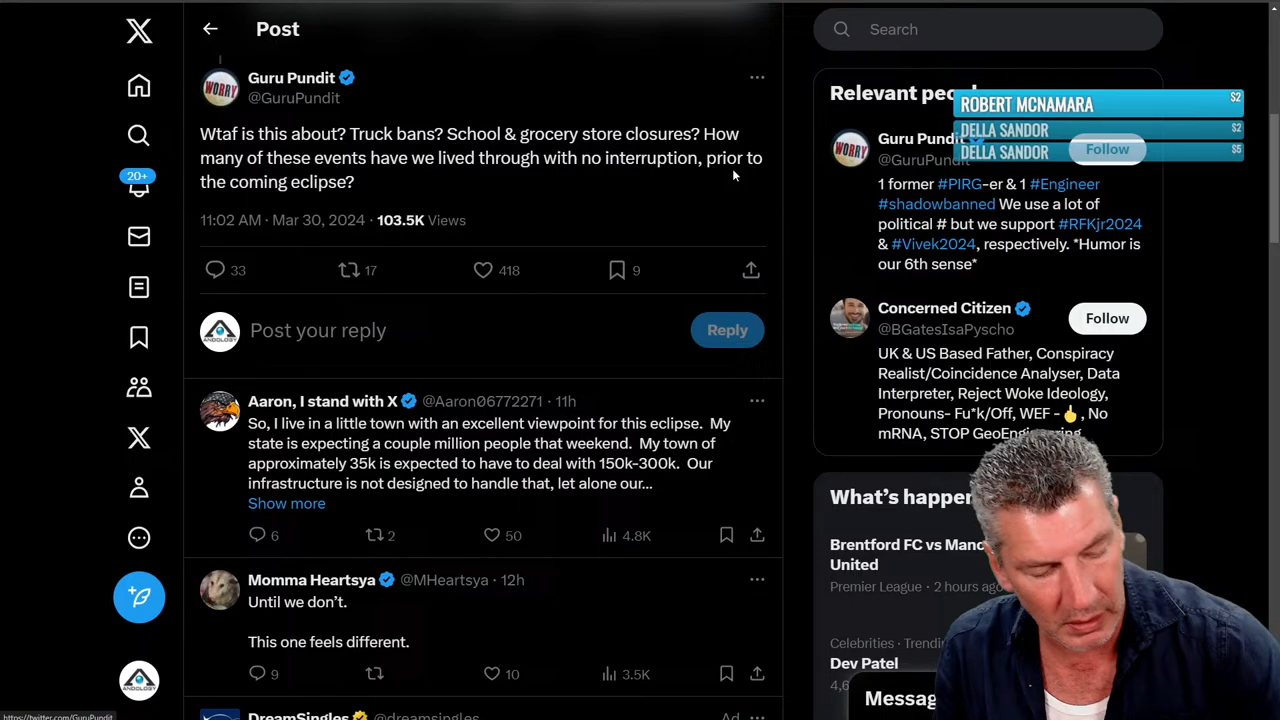 Post
Search
Guru Pundit
@GuruPundit
WORRY
Wtaf is this about? Truck bans? School & grocery store closures? How
many of these events have we lived through with no interruption, prior to
the coming eclipse?
11:02 AM · Mar 30, 2024 · 103.5K Views
33
17
418
9
ANDOLOGY
Post your reply
Reply
Aaron, I stand with X @Aaron06772271 · 11h
So, I live in a little town with an excellent viewpoint for this eclipse. My
state is expecting a couple million people that weekend. My town of
approximately 35k is expected to have to deal with 150k-300k. Our
infrastructure is not designed to handle that, let alone our...
Show more
6
2
50
4.8K
Momma Heartsya @MHeartsya · 12h
Until we don't.
This one feels different.
9
10
3.5K
DreamSingles @dreamsingles
Ad
20+
ANDOLOGY
https://twitter.com/GuruPundit
Relevant peo
ROBERT MCNAMARA $2
DELLA SANDOR $2
DELLA SANDOR $5
WORRY
Guru Pundit
@GuruPundit
Follow
1 former #PIRG-er & 1 #Engineer
#shadowbanned We use a lot of
political # but we support #RFKjr2024
& #Vivek2024, respectively. *Humor is
our 6th sense*
Concerned Citizen
@BGatesIsaPyscho
Follow
UK & US Based Father, Conspiracy
Realist/Coincidence Analyser, Data
Interpreter, Reject Woke Ideology,
Pronouns- Fu*k/Off, WEF -🖕, No
mRNA, STOP GeoEngineering
What's happen
Brentford FC vs Manc
United
Premier League · 2 hours ago
Celebrities · Trendi
Dev Patel
4,6
Messag